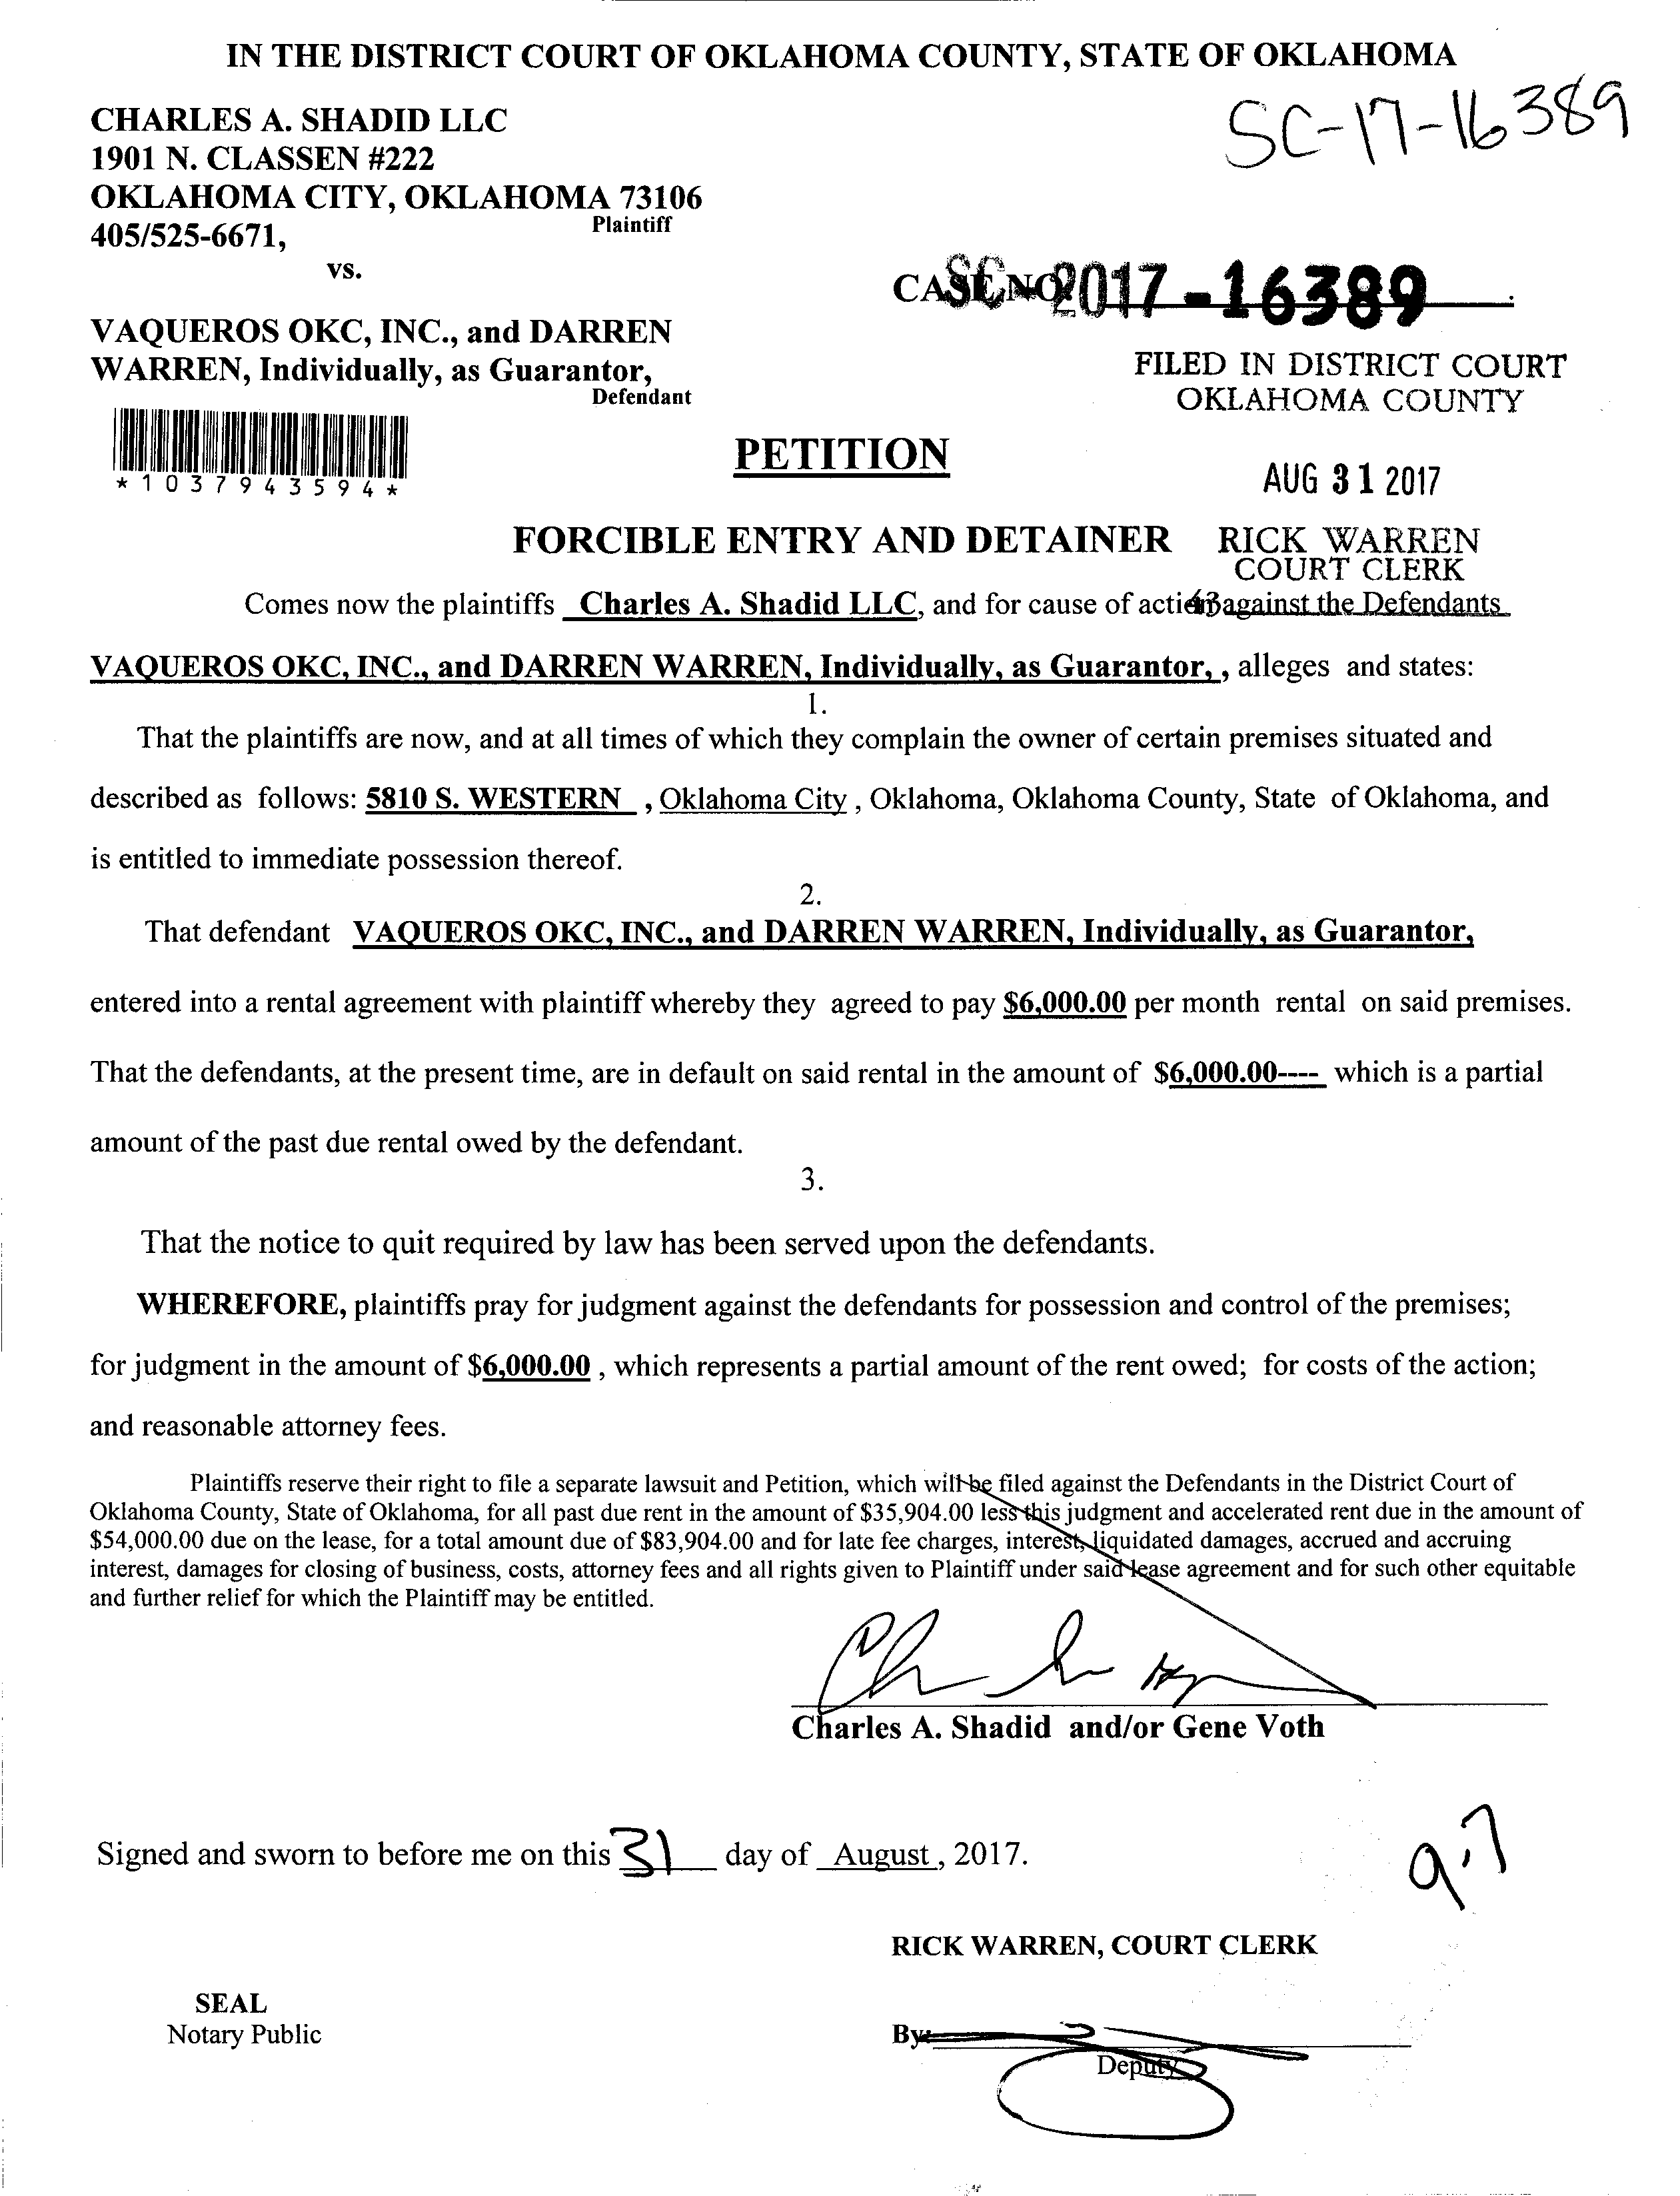 IN THE DISTRICT COURT OF OKLAHOMA COUNTY, STATE OF OKLAHOMA
SC-17-16389
CHARLES A. SHADID LLC
1901 N. CLASSEN #222
OKLAHOMA CITY, OKLAHOMA 73106
405/525-6671,
Plaintiff
vs.
CASE NO. SC 2017-16389.
VAQUEROS OKC, INC., and DARREN
WARREN, Individually, as Guarantor,
Defendant
FILED IN DISTRICT COURT
OKLAHOMA COUNTY
*1037943594*
PETITION
AUG 31 2017
FORCIBLE ENTRY AND DETAINER
RICK WARREN
COURT CLERK
43
Comes now the plaintiffs Charles A. Shadid LLC, and for cause of action against the Defendants
VAQUEROS OKC, INC., and DARREN WARREN, Individually, as Guarantor, , alleges and states:
1.
That the plaintiffs are now, and at all times of which they complain the owner of certain premises situated and
described as follows: 5810 S. WESTERN , Oklahoma City , Oklahoma, Oklahoma County, State of Oklahoma, and
is entitled to immediate possession thereof.
2.
That defendant VAQUEROS OKC, INC., and DARREN WARREN, Individually, as Guarantor,
entered into a rental agreement with plaintiff whereby they agreed to pay $6,000.00 per month rental on said premises.
That the defendants, at the present time, are in default on said rental in the amount of $6,000.00---- which is a partial
amount of the past due rental owed by the defendant.
3.
That the notice to quit required by law has been served upon the defendants.
WHEREFORE, plaintiffs pray for judgment against the defendants for possession and control of the premises;
for judgment in the amount of $6,000.00 , which represents a partial amount of the rent owed; for costs of the action;
and reasonable attorney fees.
Plaintiffs reserve their right to file a separate lawsuit and Petition, which will be filed against the Defendants in the District Court of
Oklahoma County, State of Oklahoma, for all past due rent in the amount of $35,904.00 less this judgment and accelerated rent due in the amount of
$54,000.00 due on the lease, for a total amount due of $83,904.00 and for late fee charges, interest, liquidated damages, accrued and accruing
interest, damages for closing of business, costs, attorney fees and all rights given to Plaintiff under said lease agreement and for such other equitable
and further relief for which the Plaintiff may be entitled.
Charles A. Shadid and/or Gene Voth
Signed and sworn to before me on this 31 day of August, 2017.
9.7
RICK WARREN, COURT CLERK
SEAL
Notary Public
By:
Deputy